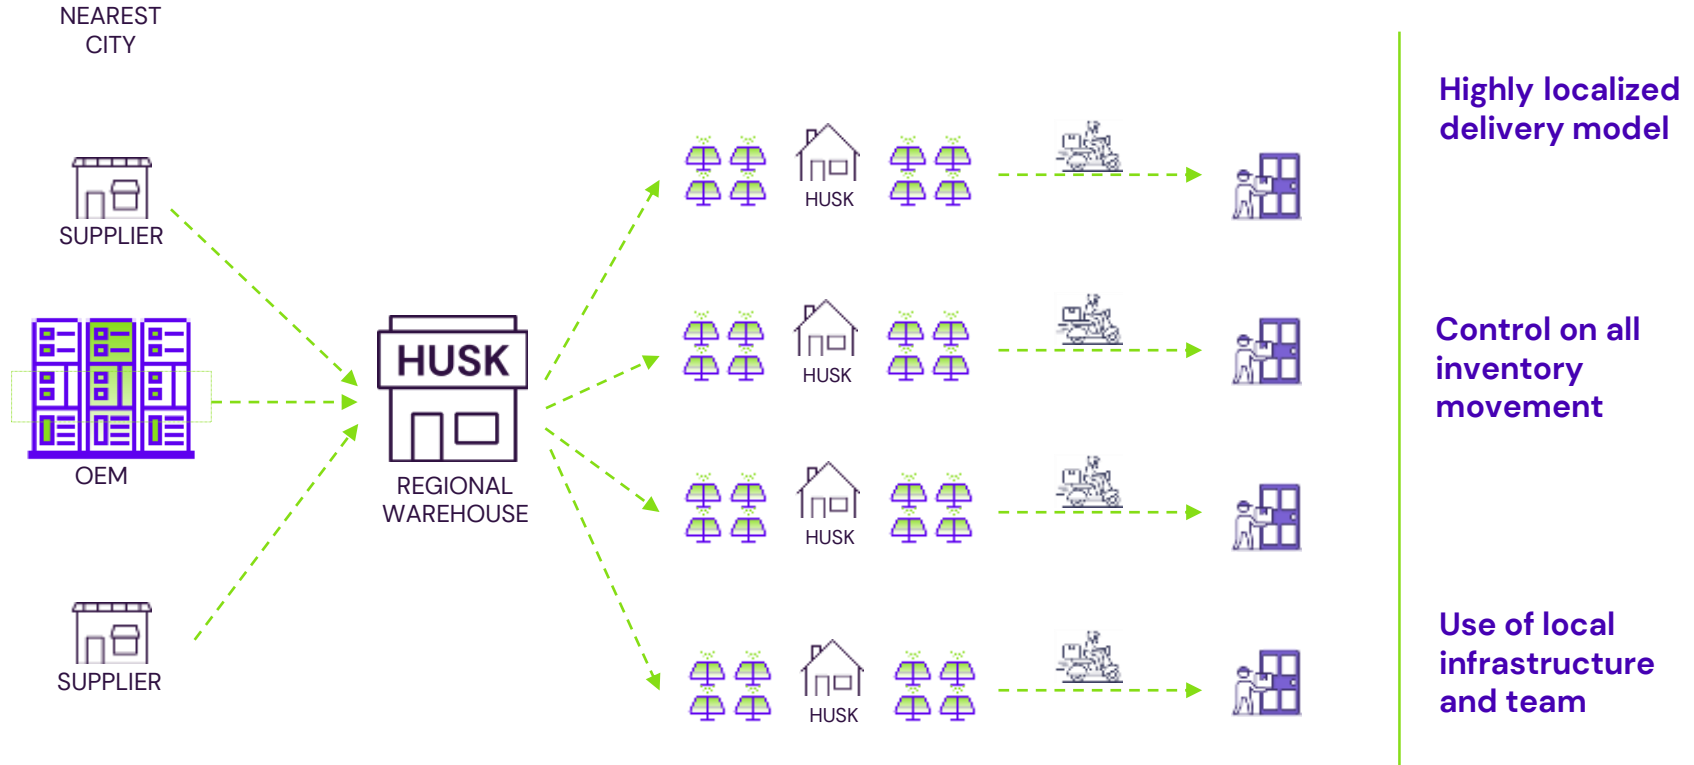 NEAREST
CITY
SUPPLIER
OEM
SUPPLIER
HUSK
REGIONAL
WAREHOUSE
HUSK
HUSK
HUSK
HUSK
Highly localized
delivery model
Control on all
inventory
movement
Use of local
infrastructure
and team